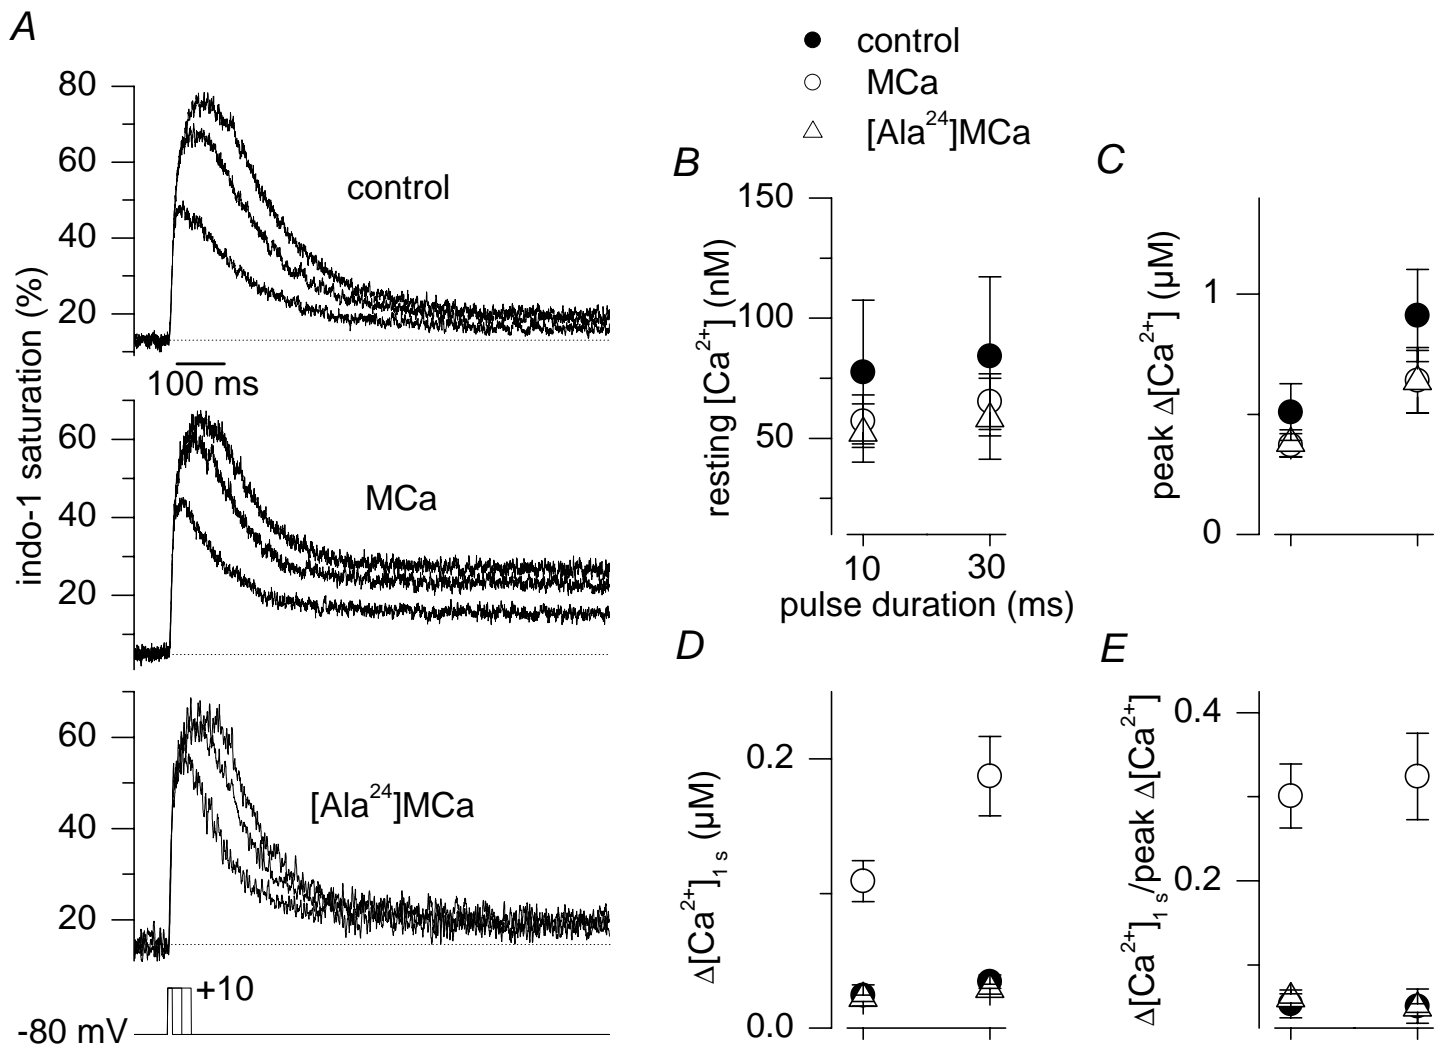 A
80
60
40
20
control
100 ms
60
40
20
MCa
60
40
20
[Ala²⁴]MCa
+10
-80 mV
indo-1 saturation (%)
control
MCa
[Ala²⁴]MCa
B
150
100
50
resting [Ca²⁺] (nM)
10 30
pulse duration (ms)
C
1
0
peak Δ[Ca²⁺] (µM)
D
0.2
0.0
Δ[Ca²⁺]₁ ₛ (µM)
E
0.4
0.2
Δ[Ca²⁺]₁ ₛ/peak Δ[Ca²⁺]